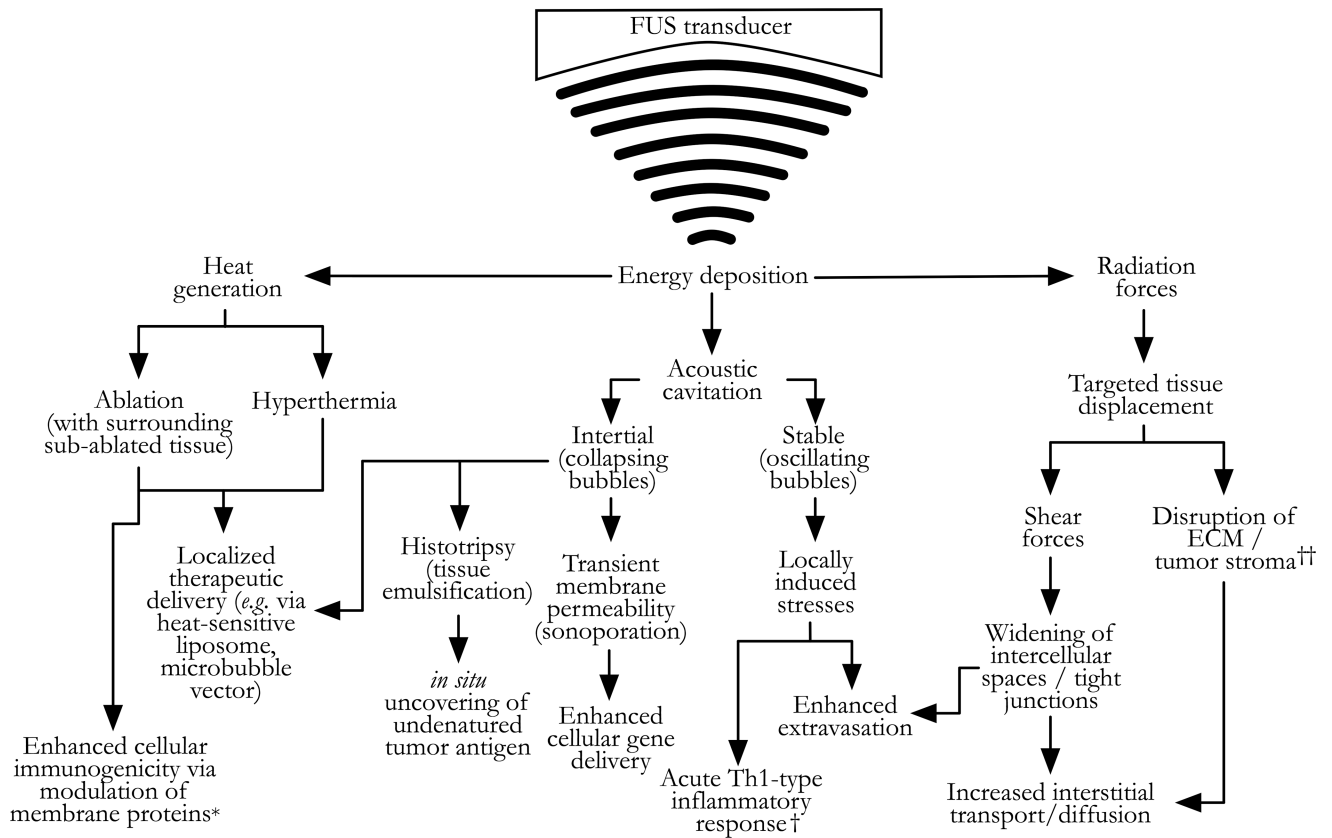 FUS transducer
Energy deposition
Heat
generation
Radiation
forces
Ablation
(with surrounding
sub-ablated tissue)
Hyperthermia
Acoustic
cavitation
Targeted tissue
displacement
Intertial
(collapsing
bubbles)
Stable
(oscillating
bubbles)
Shear
forces
Disruption of
ECM /
tumor stroma††
Localized
therapeutic
delivery (e.g. via
heat-sensitive
liposome,
microbubble
vector)
Histotripsy
(tissue
emulsification)
Transient
membrane
permeability
(sonoporation)
Locally
induced
stresses
Widening of
intercellular
spaces / tight
junctions
in situ
uncovering of
undenatured
tumor antigen
Enhanced
cellular gene
delivery
Enhanced
extravasation
Enhanced cellular
immunogenicity via
modulation of
membrane proteins*
Acute Th1-type
inflammatory
response†
Increased interstitial
transport/diffusion